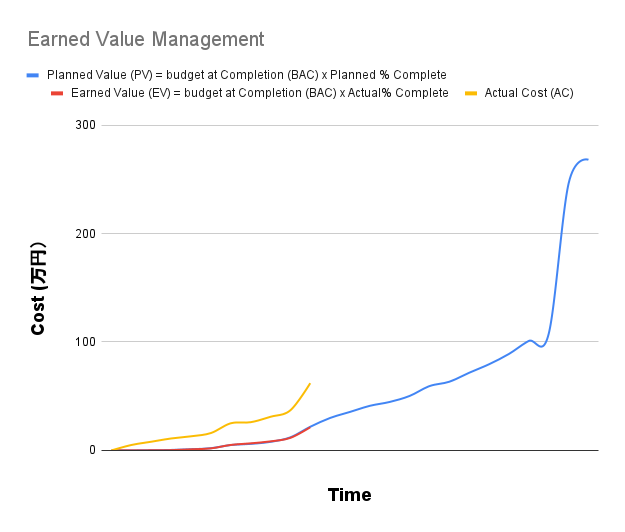 Earned Value Management
Planned Value (PV) = budget at Completion (BAC) x Planned % Complete
Earned Value (EV) = budget at Completion (BAC) x Actual% Complete
Actual Cost (AC)
300
200
100
0
Cost (万円)
Time